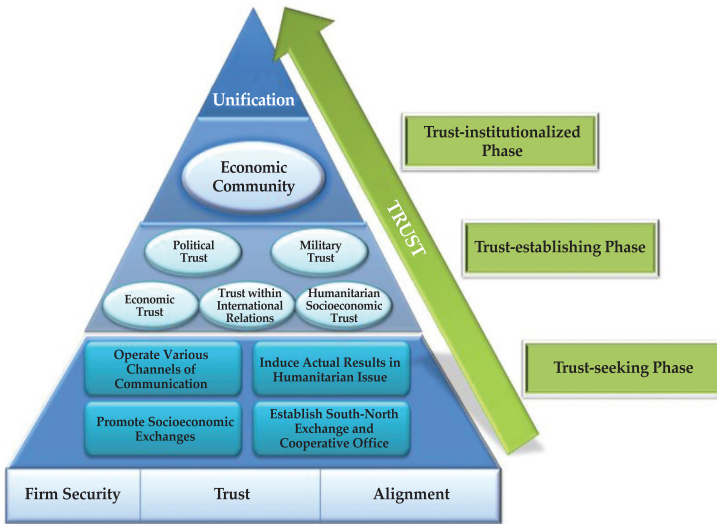 Unification
Economic
Community
Political
Trust
Military
Trust
Economic
Trust
Trust within
International
Relations
Humanitarian
Socioeconomic
Trust
Operate Various
Channels of
Communication
Induce Actual Results in
Humanitarian Issue
Promote Socioeconomic
Exchanges
Establish South-North
Exchange and
Cooperative Office
Firm Security
Trust
Alignment
TRUST
Trust-institutionalized
Phase
Trust-establishing Phase
Trust-seeking Phase